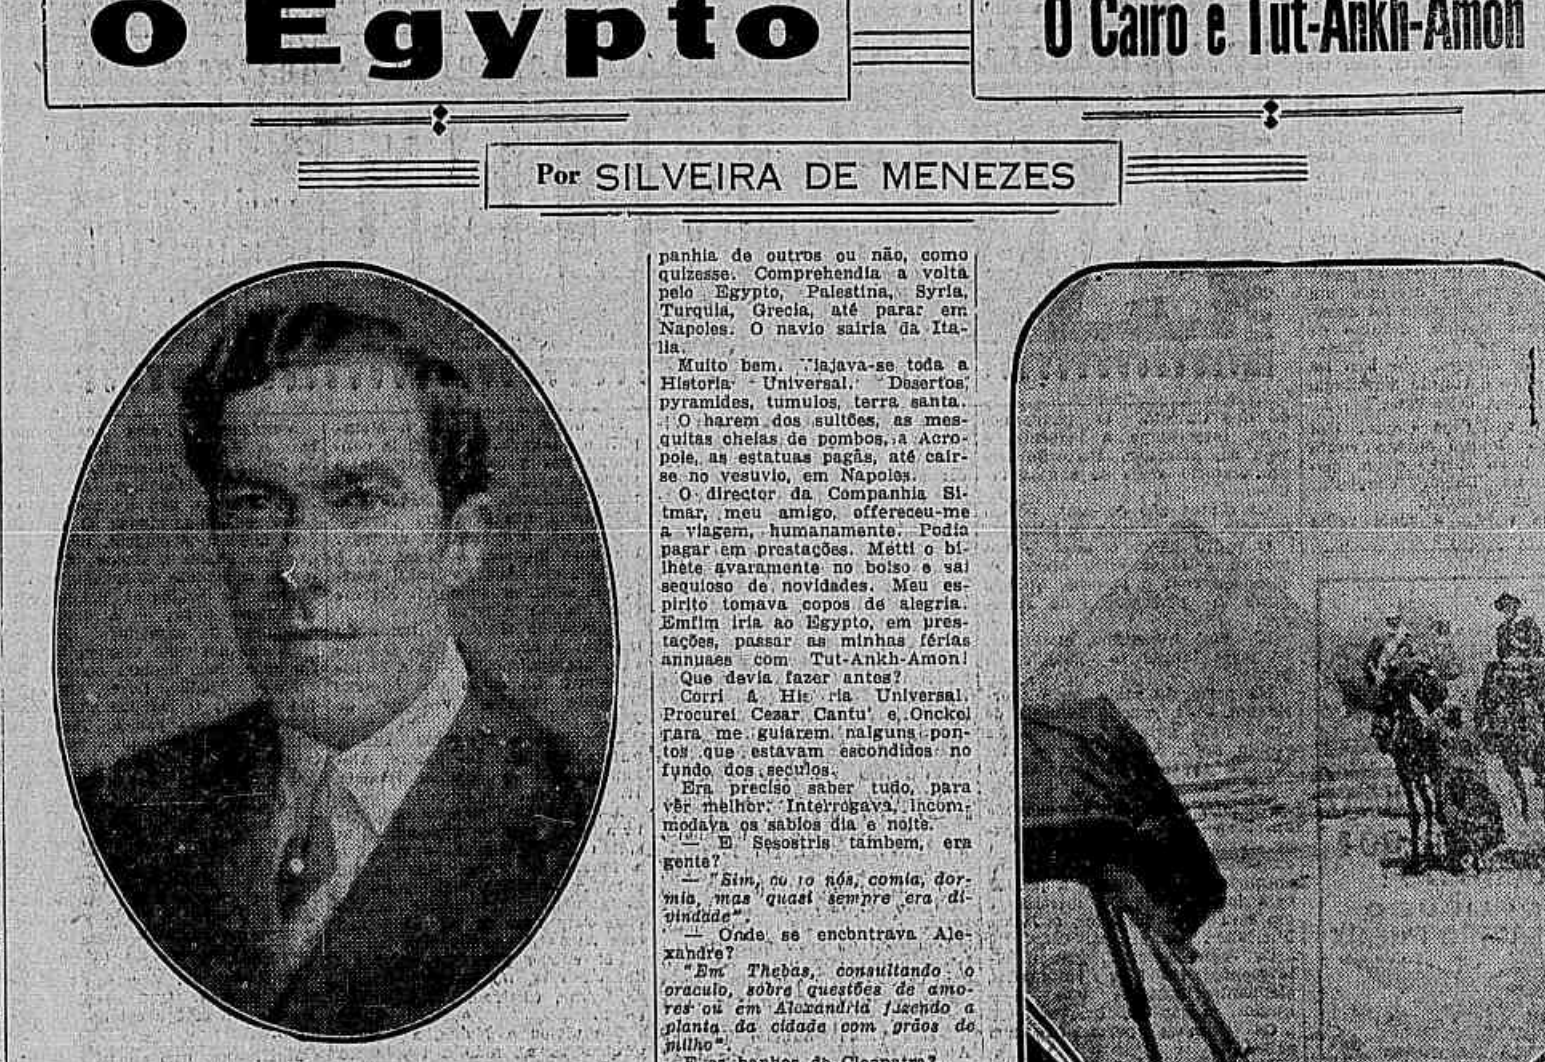 o Egypto
O Cairo e Tut-Ankh-Amon
Por SILVEIRA DE MENEZES
panhia de outros ou não, como
quizesse. Comprehendia a volta
pelo Egypto, Palestina, Syria,
Turquia, Grecia, até parar em
Napoles. O navio sairia da Ita-
lia.
Muito bem. Viajava-se toda a
Historia Universal. Desertos,
pyramides, tumulos, terra santa.
O harem dos sultões, as mes-
quitas cheias de pombos, a Acro-
pole, as estatuas pagãs, até cair-
se no vesuvio, em Napoles.
O director da Companhia Si-
tmar, meu amigo, offereceu-me
a viagem, humanamente. Podia
pagar em prestações. Metti o bi-
lhete avaramente no bolso e sai
sequioso de novidades. Meu es-
pirito tomava copos de alegria.
Emfim iria ao Egypto, em pres-
tações, passar as minhas férias
annuaes com Tut-Ankh-Amon!
Que devia fazer antes?
Corri á His ria Universal.
Procurei Cezar Cantu' e Onckel
para me guiarem nalguns pon-
tos que estavam escondidos no
fundo dos seculos.
Era preciso saber tudo, para
vêr melhor. Interrogava, incom-
modava os sabios dia e noite.
— E Sesostris tambem, era
gente?
— "Sim, co to nós, comia, dor-
mia, mas quasi sempre era di-
vindade".
— Onde se encontrava Ale-
xandre?
"Em Thebas, consultando o
oraculo, sobre questões de amo-
res ou em Alexandria fazendo a
planta da cidade com grãos de
milho".